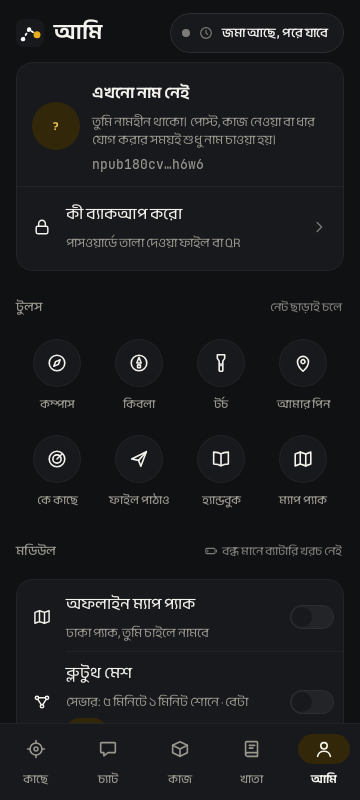 আমি
জমা আছে, পরে যাবে
?
এখনো নাম নেই
তুমি নামহীন থাকো। পোস্ট, কাজ নেওয়া বা ধার
যোগ করার সময়ই শুধু নাম চাওয়া হয়।
npub180cv…h6w6
কী ব্যাকআপ করো
পাসওয়ার্ডে তালা দেওয়া ফাইল বা QR
টুলস
নেট ছাড়াই চলে
কম্পাস
কিবলা
টর্চ
আমার পিন
কে কাছে
ফাইল পাঠাও
হ্যান্ডবুক
ম্যাপ প্যাক
মডিউল
বন্ধ মানে ব্যাটারি খরচ নেই
অফলাইন ম্যাপ প্যাক
ঢাকা প্যাক, তুমি চাইলে নামবে
ব্লুটুথ মেশ
সেভার: ৫ মিনিটে ১ মিনিট শোনে · বেটা
কাছে
চ্যাট
কাজ
খাতা
আমি